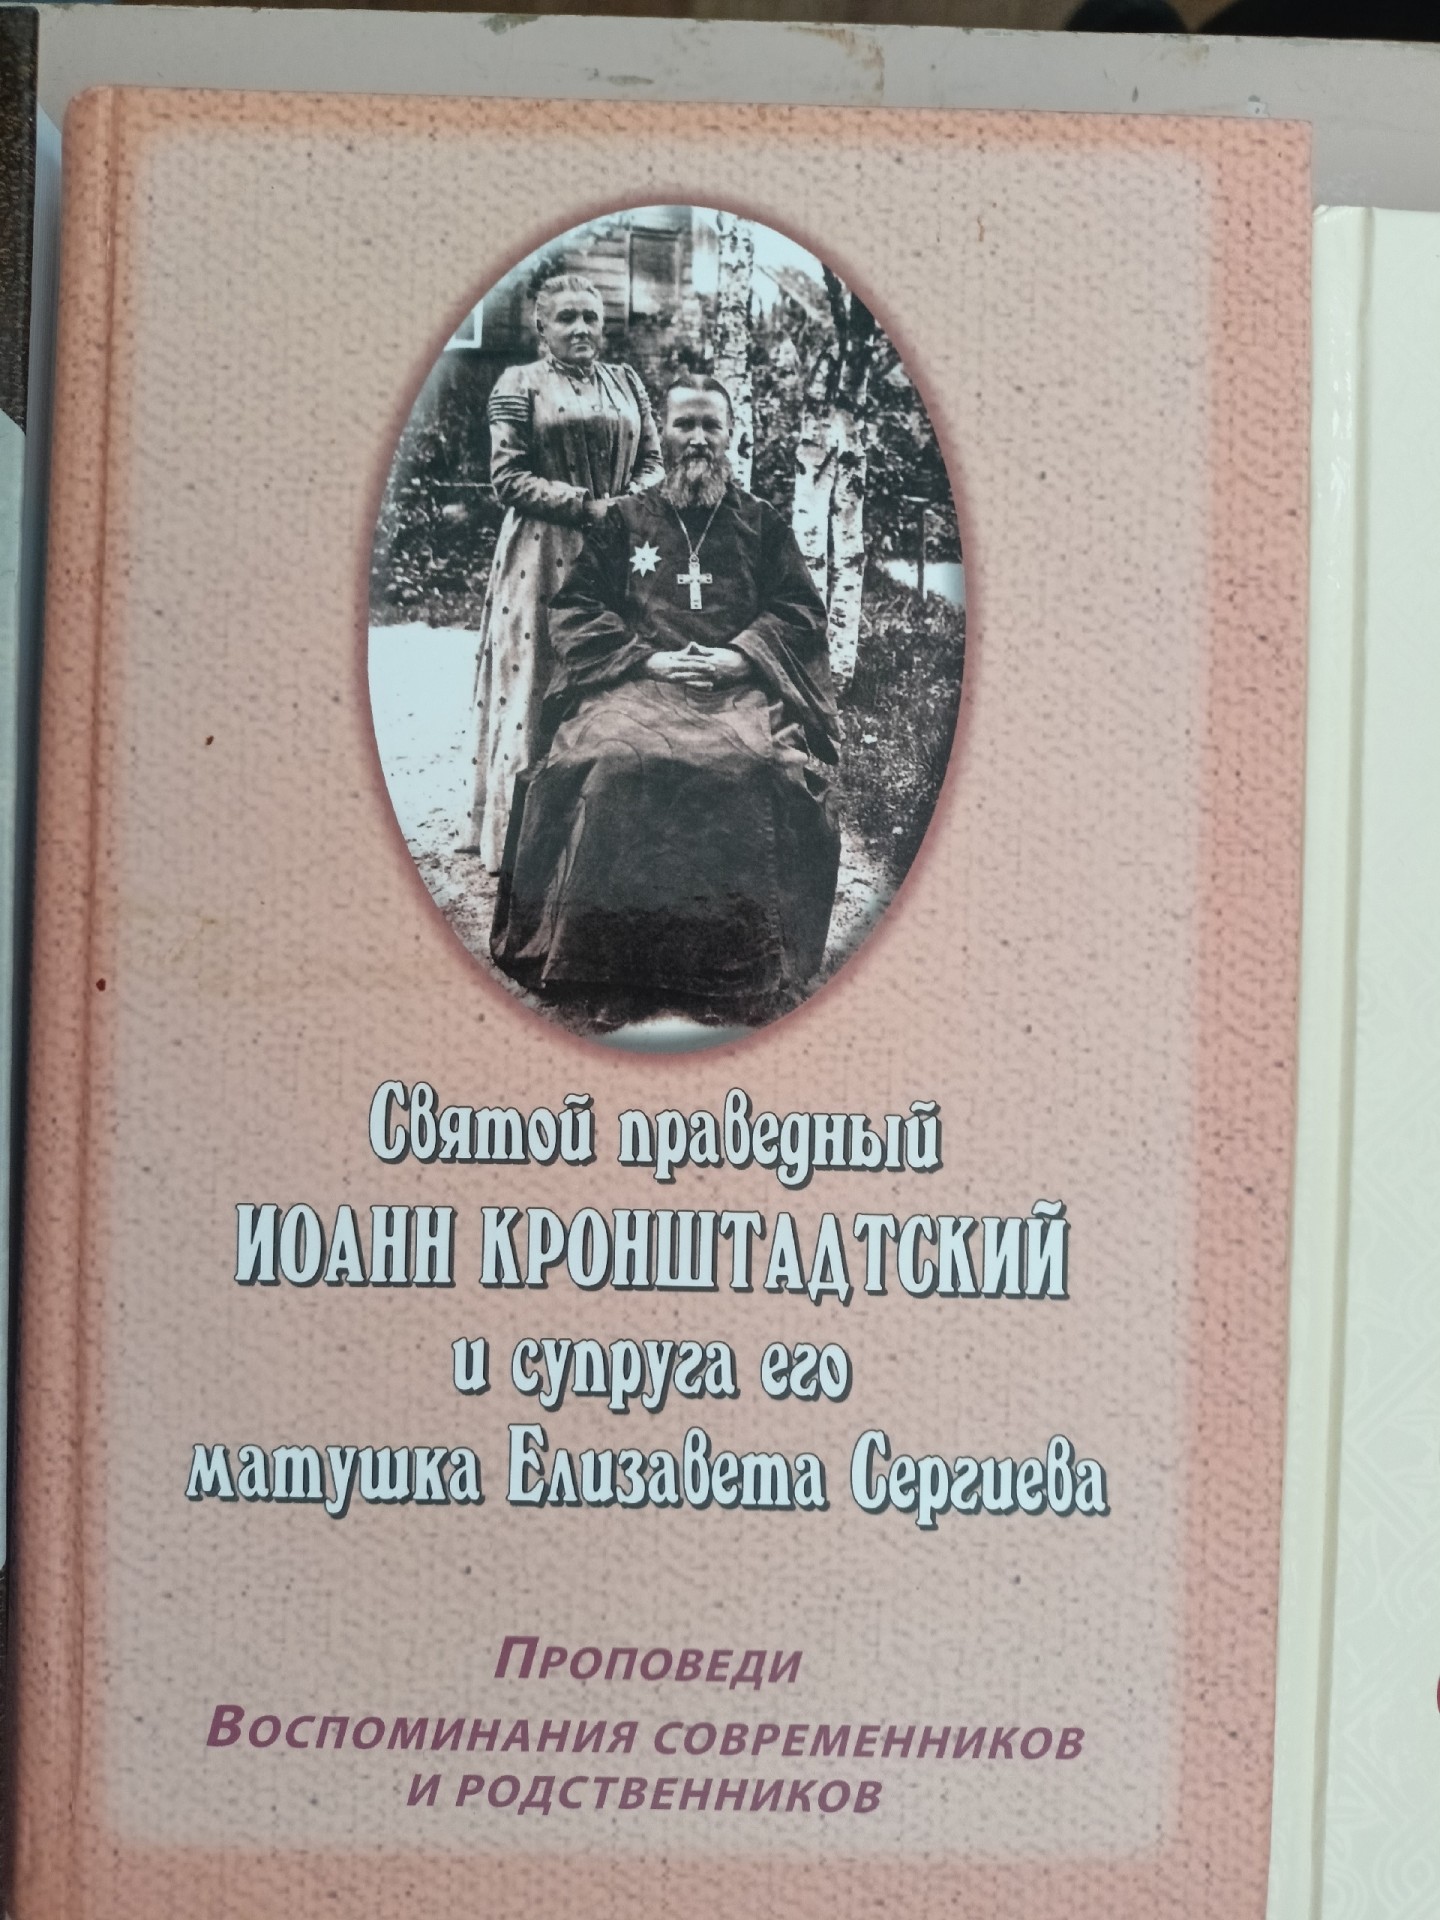 Святой праведный
ИОАНН КРОНШТАДТСКИЙ
и супруга его
матушка Елизавета Сергиева
ПРОПОВЕДИ
ВОСПОМИНАНИЯ СОВРЕМЕННИКОВ
И РОДСТВЕННИКОВ